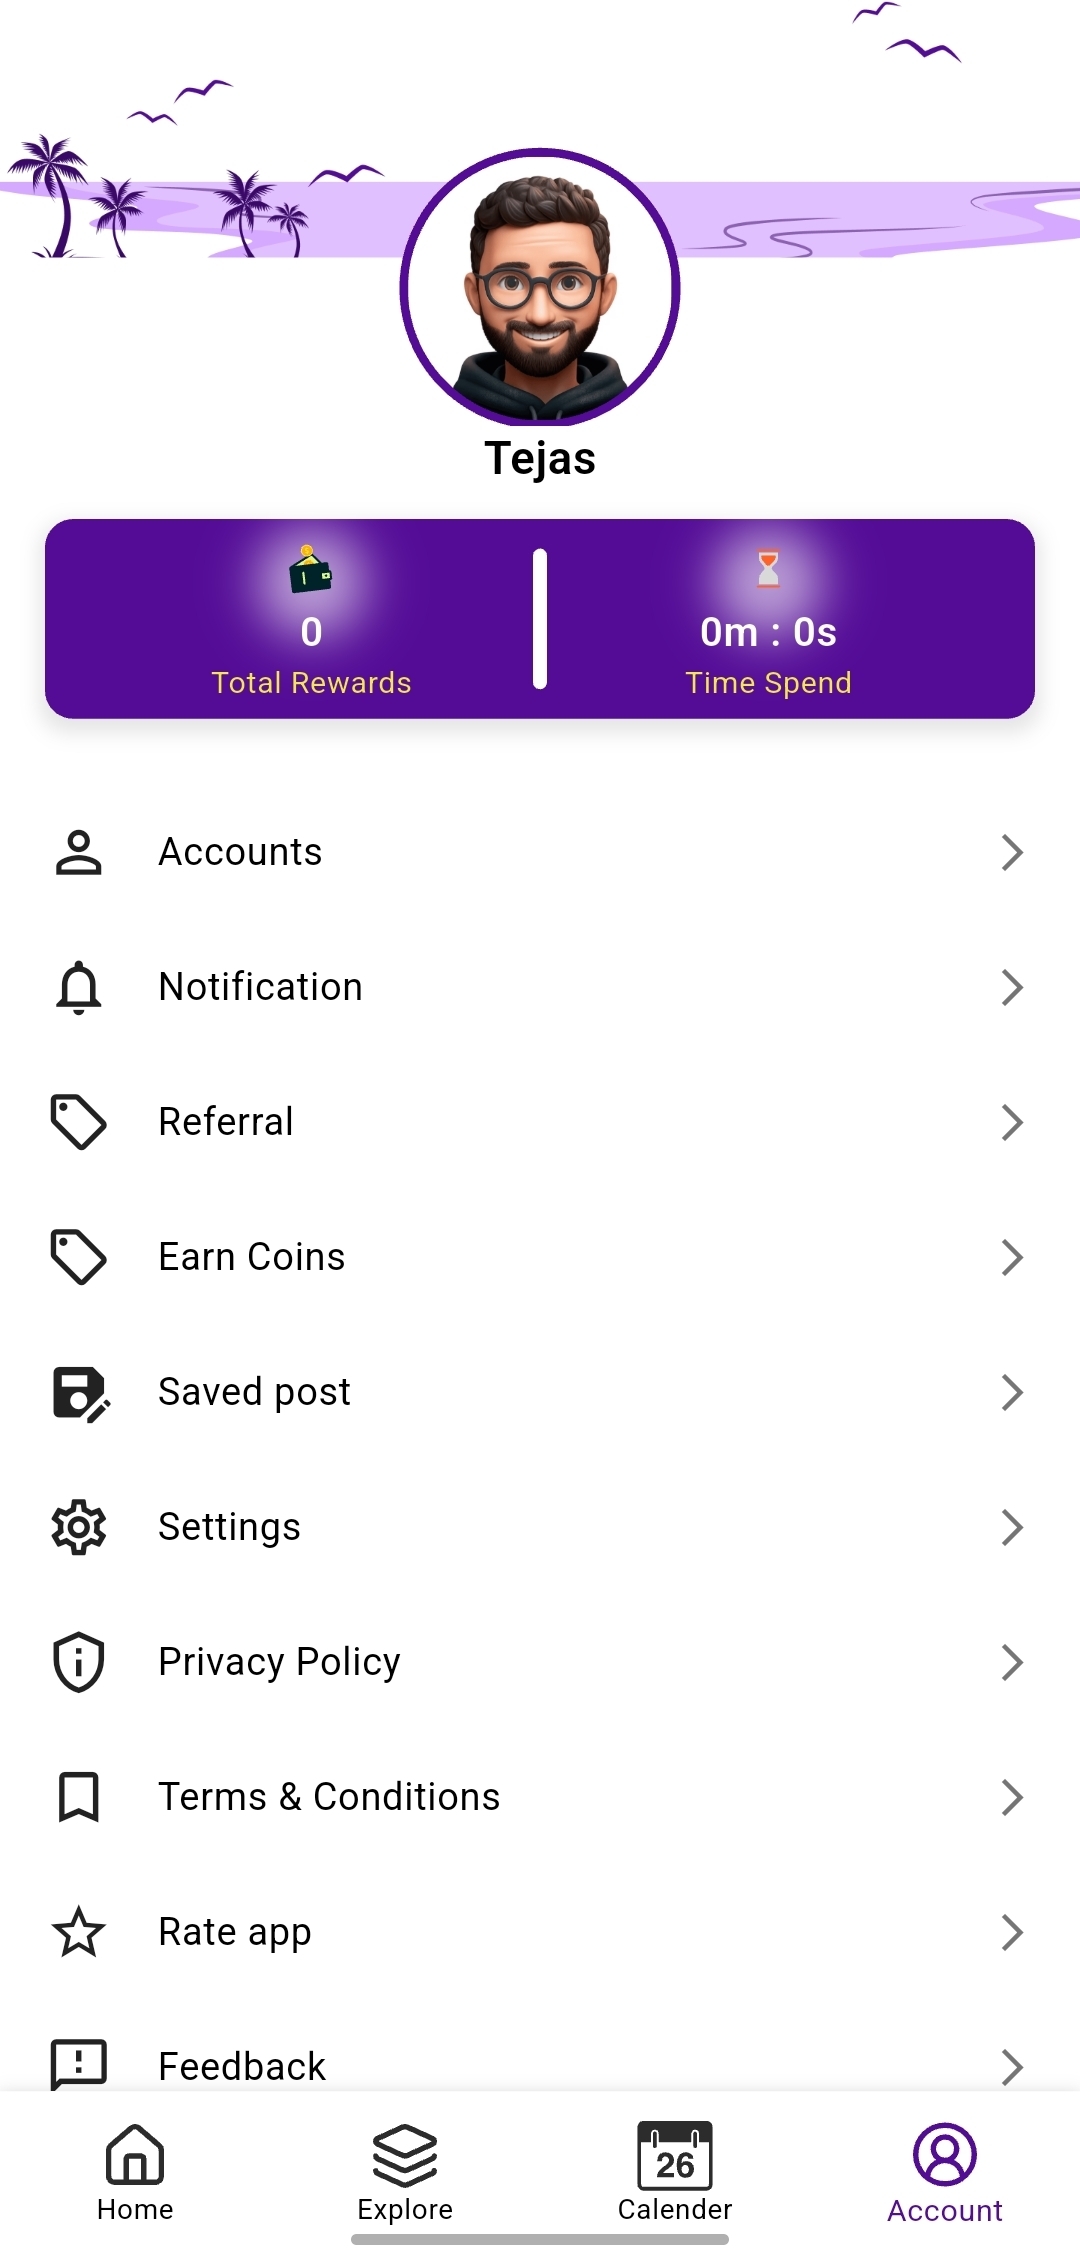 Tejas
0
Total Rewards
0m : 0s
Time Spend
Accounts
Notification
Referral
Earn Coins
Saved post
Settings
Privacy Policy
Terms & Conditions
Rate app
Feedback
26
Home
Explore
Calender
Account